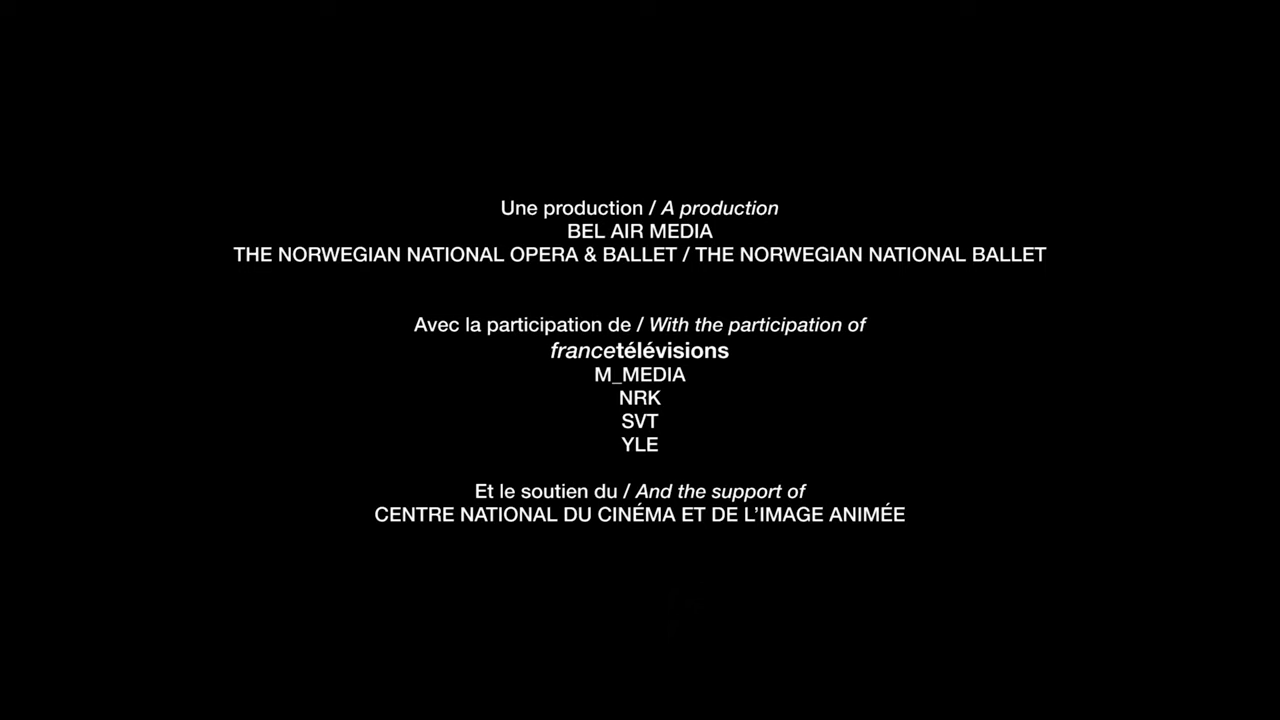 Une production / A production
BEL AIR MEDIA
THE NORWEGIAN NATIONAL OPERA & BALLET / THE NORWEGIAN NATIONAL BALLET
Avec la participation de / With the participation of
francetélévisions
M_MEDIA
NRK
SVT
YLE
Et le soutien du / And the support of
CENTRE NATIONAL DU CINÉMA ET DE L’IMAGE ANIMÉE